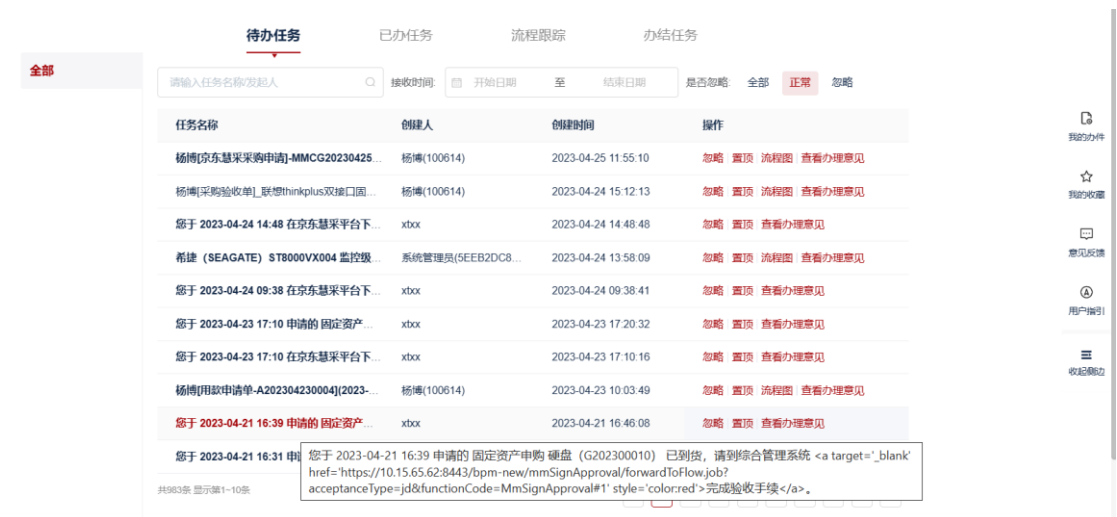 待办任务 已办任务 流程跟踪 办结任务
全部
请输入任务名称/发起人 接收时间: 开始日期 至 结束日期 是否忽略: 全部 正常 忽略
任务名称 创建人 创建时间 操作
杨博[京东慧采采购申请]-MMCG20230425... 杨博(100614) 2023-04-25 11:55:10 忽略 置顶 流程图 查看办理意见
杨博[采购验收单]_联想thinkplus双接口固... 杨博(100614) 2023-04-24 15:12:13 忽略 置顶 流程图 查看办理意见
您于 2023-04-24 14:48 在京东慧采平台下... xtxx 2023-04-24 14:48:48 忽略 置顶 查看办理意见
希捷（SEAGATE）ST8000VX004 监控级... 系统管理员(5EEB2DC8... 2023-04-24 13:58:09 忽略 置顶 流程图 查看办理意见
您于 2023-04-24 09:38 在京东慧采平台下... xtxx 2023-04-24 09:38:41 忽略 置顶 查看办理意见
您于 2023-04-23 17:10 申请的 固定资产... xtxx 2023-04-23 17:20:32 忽略 置顶 查看办理意见
您于 2023-04-23 17:10 在京东慧采平台下... xtxx 2023-04-23 17:10:16 忽略 置顶 查看办理意见
杨博[用款申请单-A202304230004](2023-... 杨博(100614) 2023-04-23 10:03:49 忽略 置顶 流程图 查看办理意见
您于 2023-04-21 16:39 申请的 固定资产... xtxx 2023-04-21 16:46:08 忽略 置顶 查看办理意见
您于 2023-04-21 16:31 申
您于 2023-04-21 16:39 申请的 固定资产申购 硬盘（G202300010） 已到货，请到综合管理系统 <a target='_blank'
href='https://10.15.65.62:8443/bpm-new/mmSignApproval/forwardToFlow.job?
acceptanceType=jd&functionCode=MmSignApproval#1' style='color:red'>完成验收手续</a>。
共983条 显示第1~10条
我的办件
我的收藏
意见反馈
用户指引
收起侧边